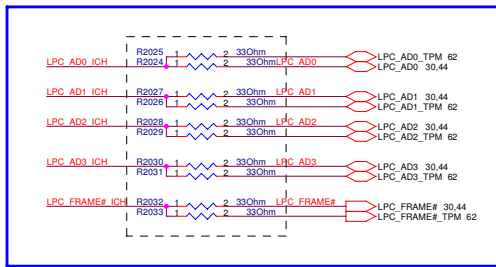 R2025 1 2 33Ohm LPC_AD0_TPM 62
LPC_AD0_ICH R2024 1 2 33Ohm LPC_AD0 LPC_AD0 30,44
LPC_AD1_ICH R2027 1 2 33Ohm LPC_AD1 LPC_AD1 30,44
R2026 1 2 33Ohm LPC_AD1_TPM 62
LPC_AD2_ICH R2028 1 2 33Ohm LPC_AD2 LPC_AD2 30,44
R2029 1 2 33Ohm LPC_AD2_TPM 62
LPC_AD3_ICH R2030 1 2 33Ohm LPC_AD3 LPC_AD3 30,44
R2031 1 2 33Ohm LPC_AD3_TPM 62
LPC_FRAME#_ICH R2032 1 2 33Ohm LPC_FRAME# LPC_FRAME# 30,44
R2033 1 2 33Ohm LPC_FRAME#_TPM 62